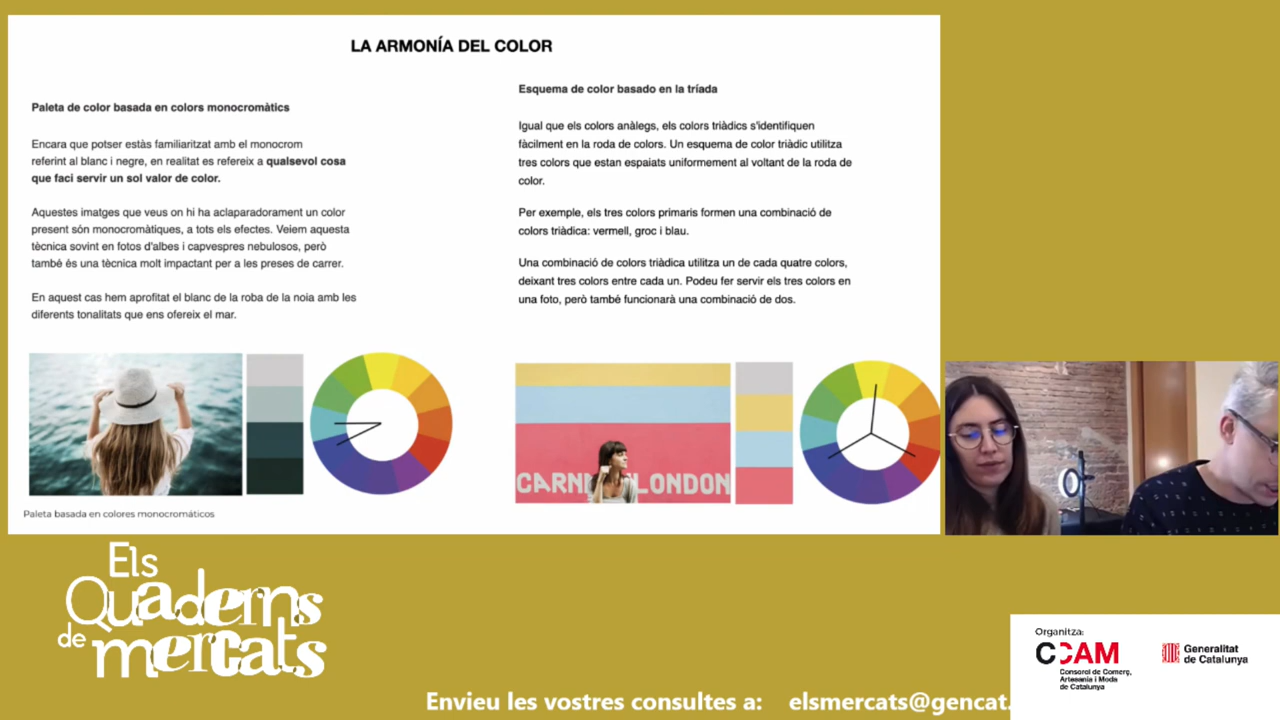 LA ARMONÍA DEL COLOR
Paleta de color basada en colors monocromàtics
Encara que potser estàs familiaritzat amb el monocrom
referint al blanc i negre, en realitat es refereix a qualsevol cosa
que faci servir un sol valor de color.
Aquestes imatges que veus on hi ha aclaparadorament un color
present són monocromàtiques, a tots els efectes. Veiem aquesta
tècnica sovint en fotos d'albes i capvespres nebulosos, però
també és una tècnica molt impactant per a les preses de carrer.
En aquest cas hem aprofitat el blanc de la roba de la noia amb les
diferents tonalitats que ens ofereix el mar.
Paleta basada en colores monocromáticos
Esquema de color basado en la tríada
Igual que els colors anàlegs, els colors triàdics s'identifiquen
fàcilment en la roda de colors. Un esquema de color triàdic utilitza
tres colors que estan espaiats uniformement al voltant de la roda de
color.
Per exemple, els tres colors primaris formen una combinació de
colors triàdica: vermell, groc i blau.
Una combinació de colors triàdica utilitza un de cada quatre colors,
deixant tres colors entre cada un. Podeu fer servir els tres colors en
una foto, però també funcionarà una combinació de dos.
CARNI LONDON
Els
Quaderns
de mercats
Organitza:
CCAM
Consorci de Comerç,
Artesania i Moda
de Catalunya
Generalitat
de Catalunya
Envieu les vostres consultes a: elsmercats@gencat.